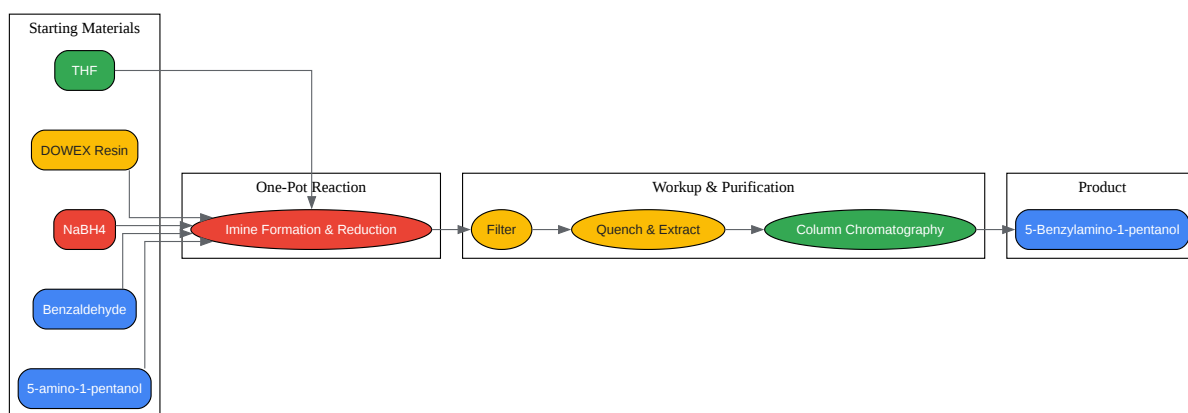 Starting Materials
THF
DOWEX Resin
NaBH4
Benzaldehyde
5-amino-1-pentanol
One-Pot Reaction
Imine Formation & Reduction
Workup & Purification
Filter
Quench & Extract
Column Chromatography
Product
5-Benzylamino-1-pentanol